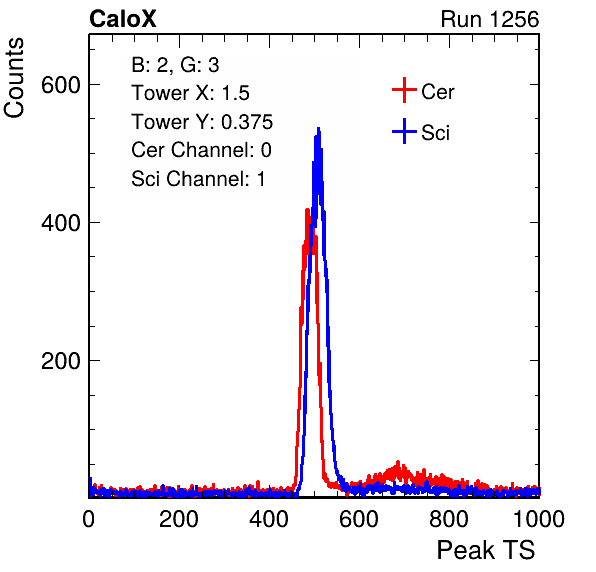 CaloX Run 1256
Counts
B: 2, G: 3
Tower X: 1.5
Tower Y: 0.375
Cer Channel: 0
Sci Channel: 1
Cer
Sci
600
400
200
0 200 400 600 800 1000
Peak TS